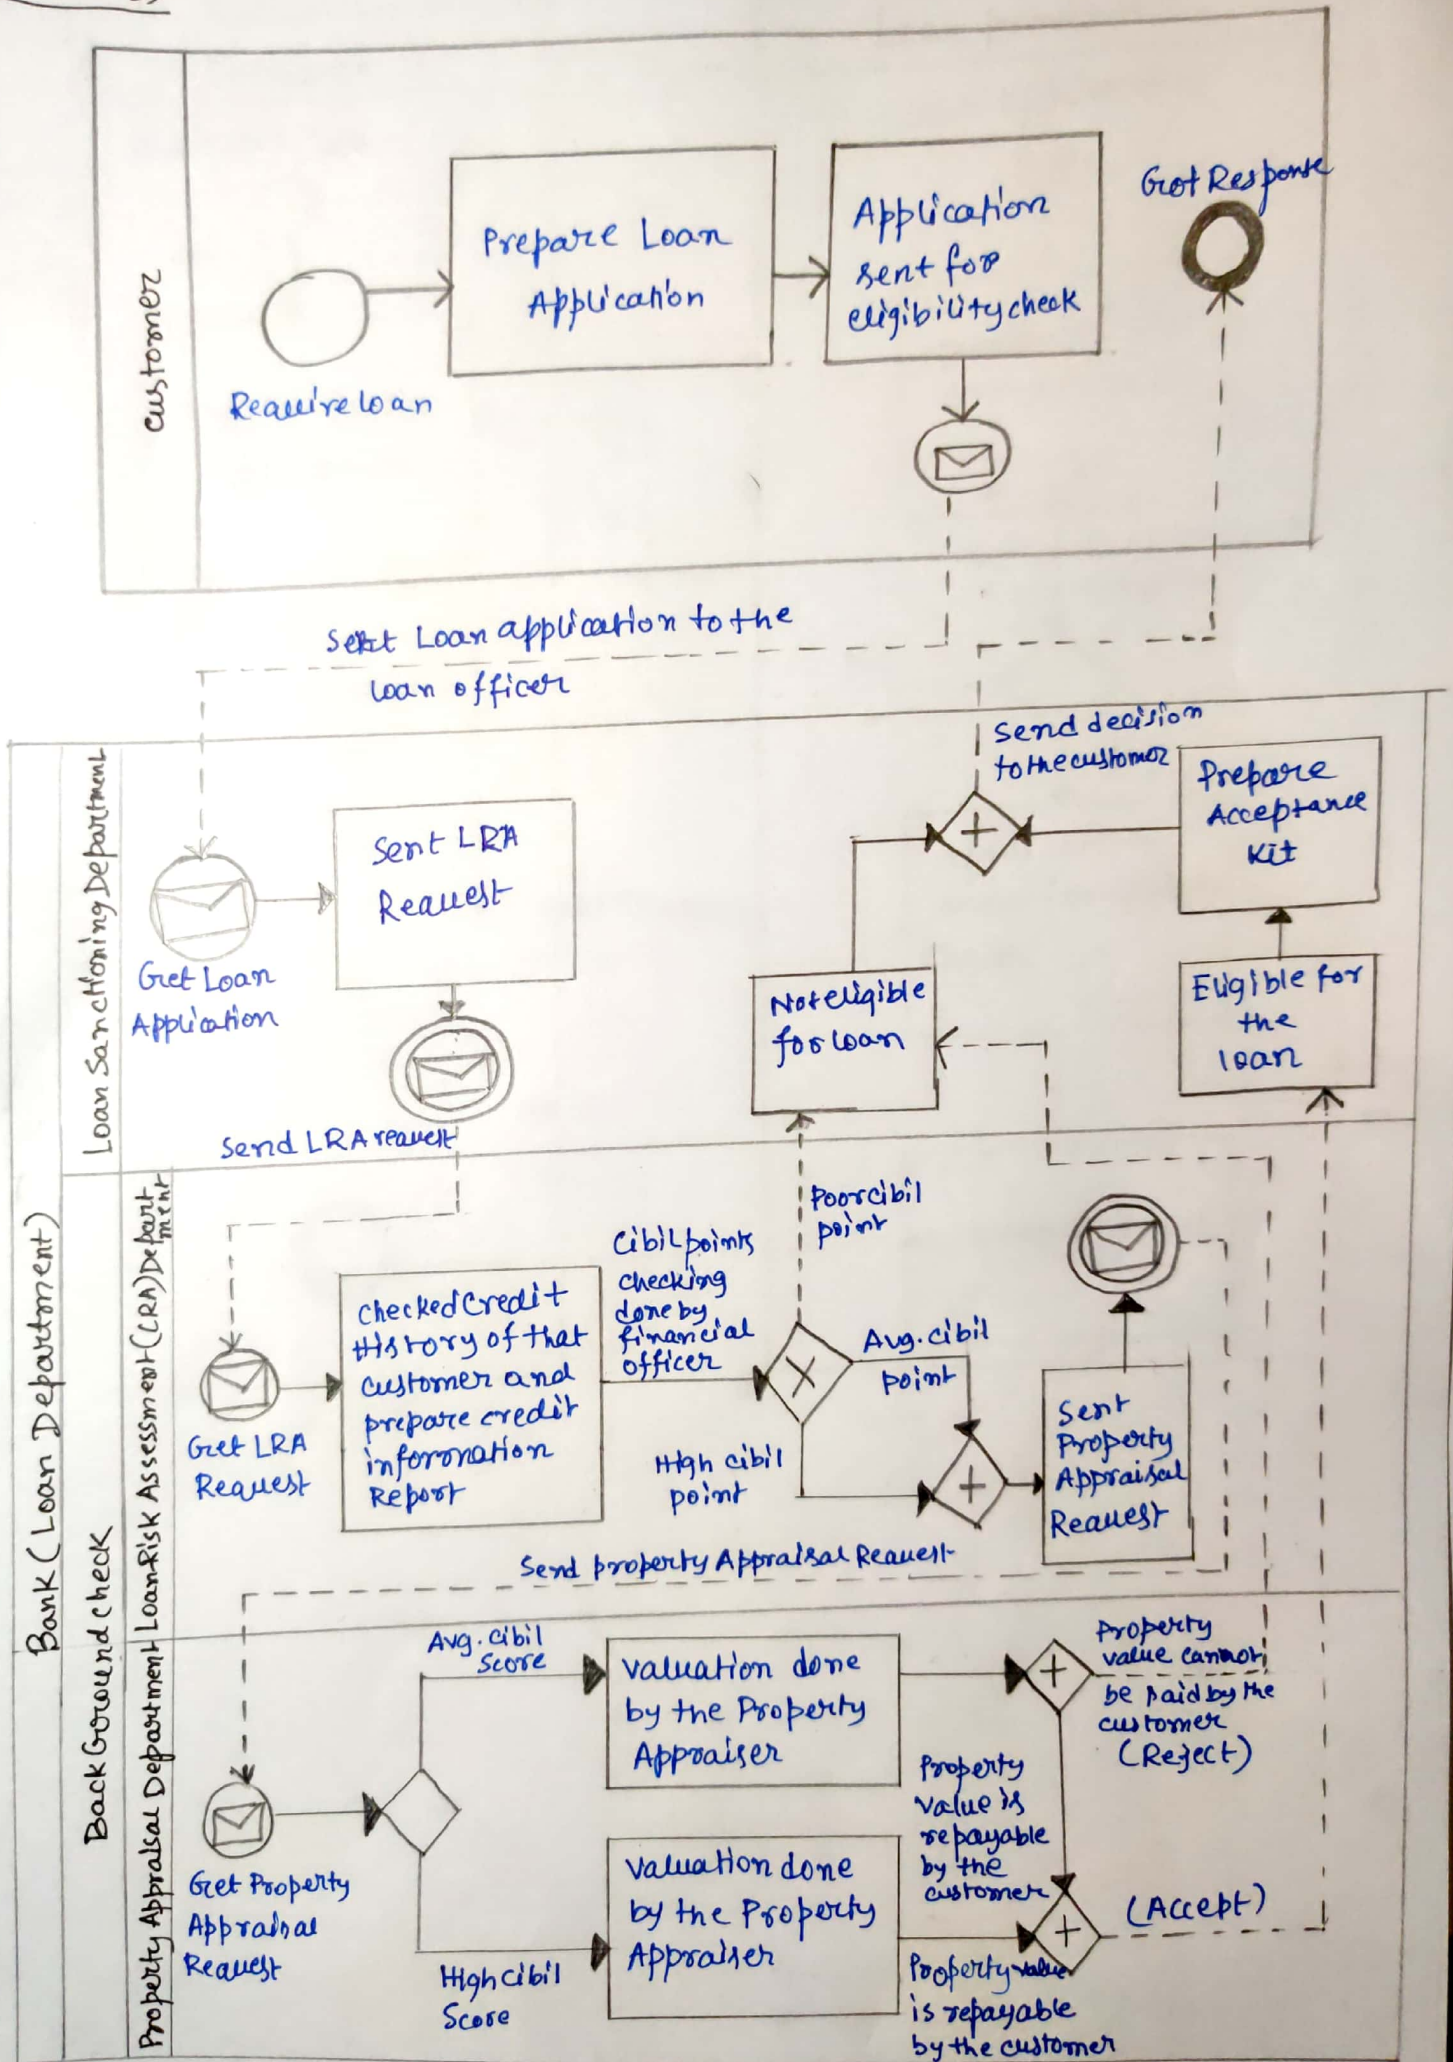 customer
Require loan
Prepare Loan
Application
Application
sent for
eligibility check
Got Response
Sent Loan application to the
loan officer
Bank (Loan Department)
Loan Sanctioning Department
Get Loan
Application
Sent LRA
Request
Send LRA request
Not eligible
for loan
Send decision
to the customer
Prepare
Acceptance
Kit
Eligible for
the
loan
BackGround check
Loan Risk Assessment (LRA) Depart
ment
Get LRA
Request
checked credit
History of that
customer and
prepare credit
information
Report
Cibil points
checking
done by
financial
officer
Poor cibil
point
Avg. cibil
point
High cibil
point
Sent
Property
Appraisal
Request
Send property Appraisal Request
Property Appraisal Department
Get Property
Appraisal
Request
Avg. cibil
Score
High cibil
Score
valuation done
by the Property
Appraiser
valuation done
by the Property
Appraiser
Property
value cannot
be paid by the
customer
(Reject)
Property
value is
repayable
by the
customer
(Accept)
Property value
is repayable
by the customer